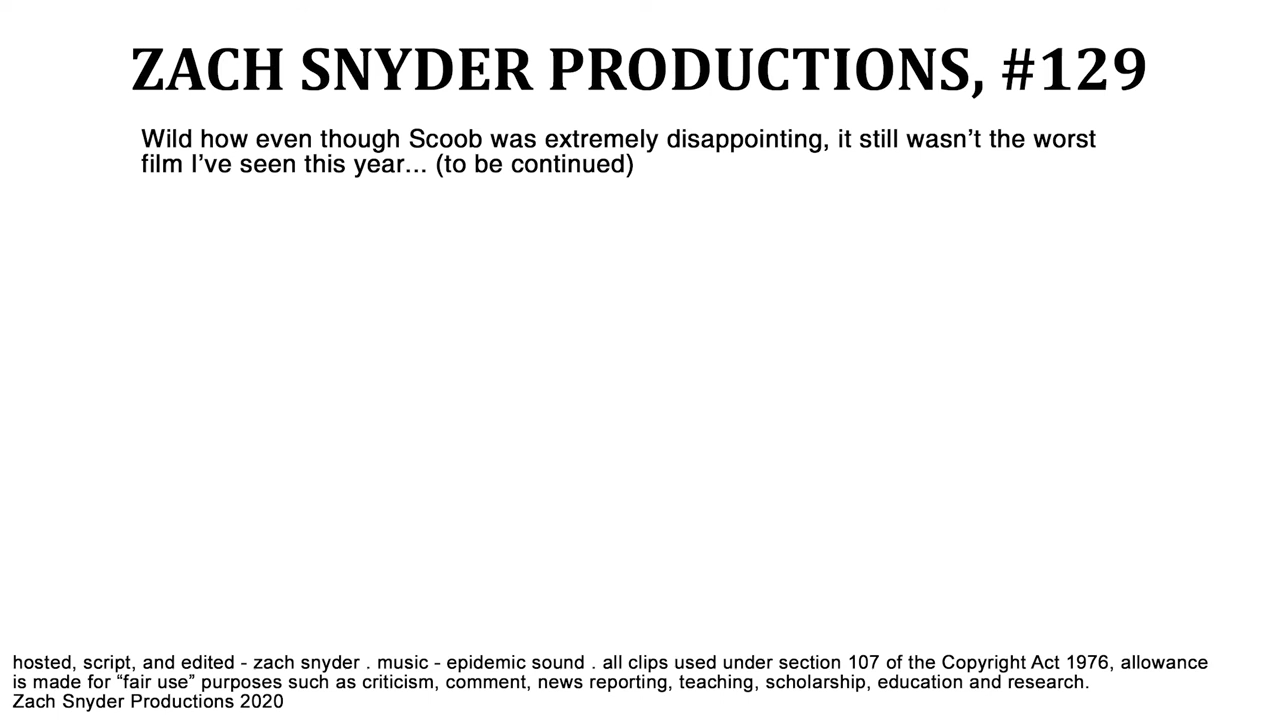 ZACH SNYDER PRODUCTIONS, #129
Wild how even though Scoob was extremely disappointing, it still wasn’t the worst
film I’ve seen this year... (to be continued)
hosted, script, and edited - zach snyder . music - epidemic sound . all clips used under section 107 of the Copyright Act 1976, allowance
is made for “fair use” purposes such as criticism, comment, news reporting, teaching, scholarship, education and research.
Zach Snyder Productions 2020